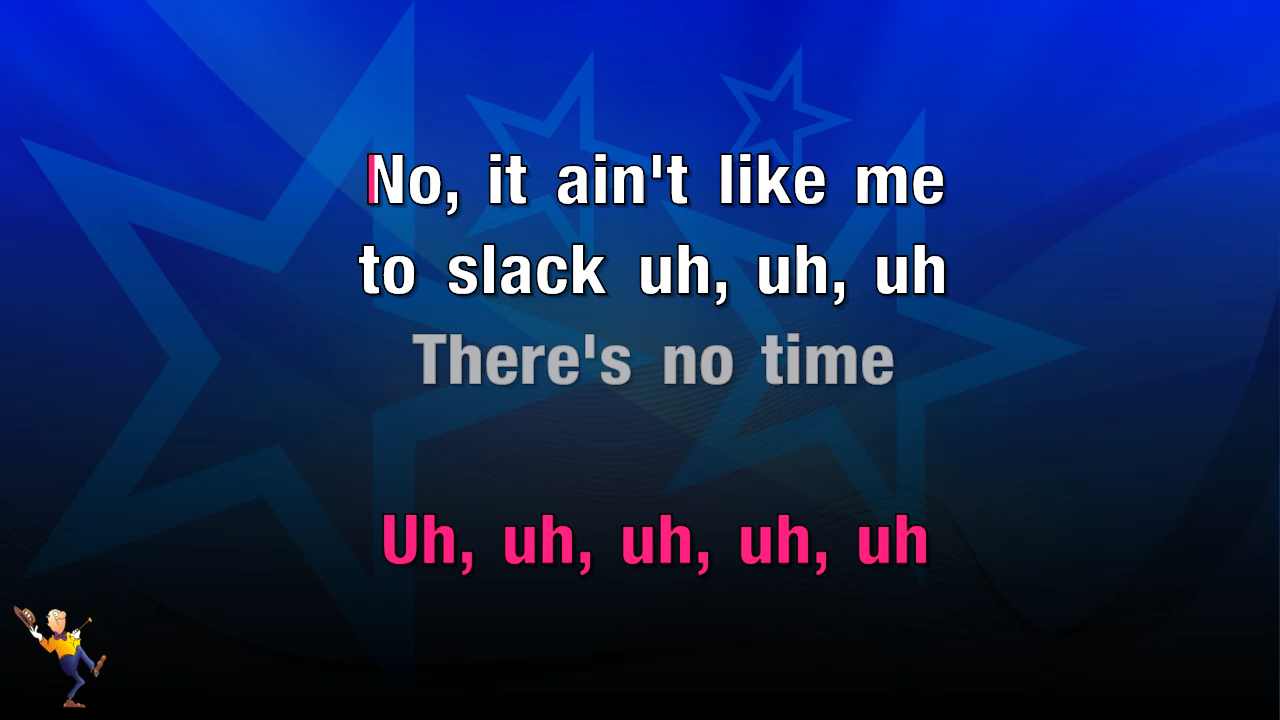 No, it ain't like me
to slack uh, uh, uh
There's no time
Uh, uh, uh, uh, uh